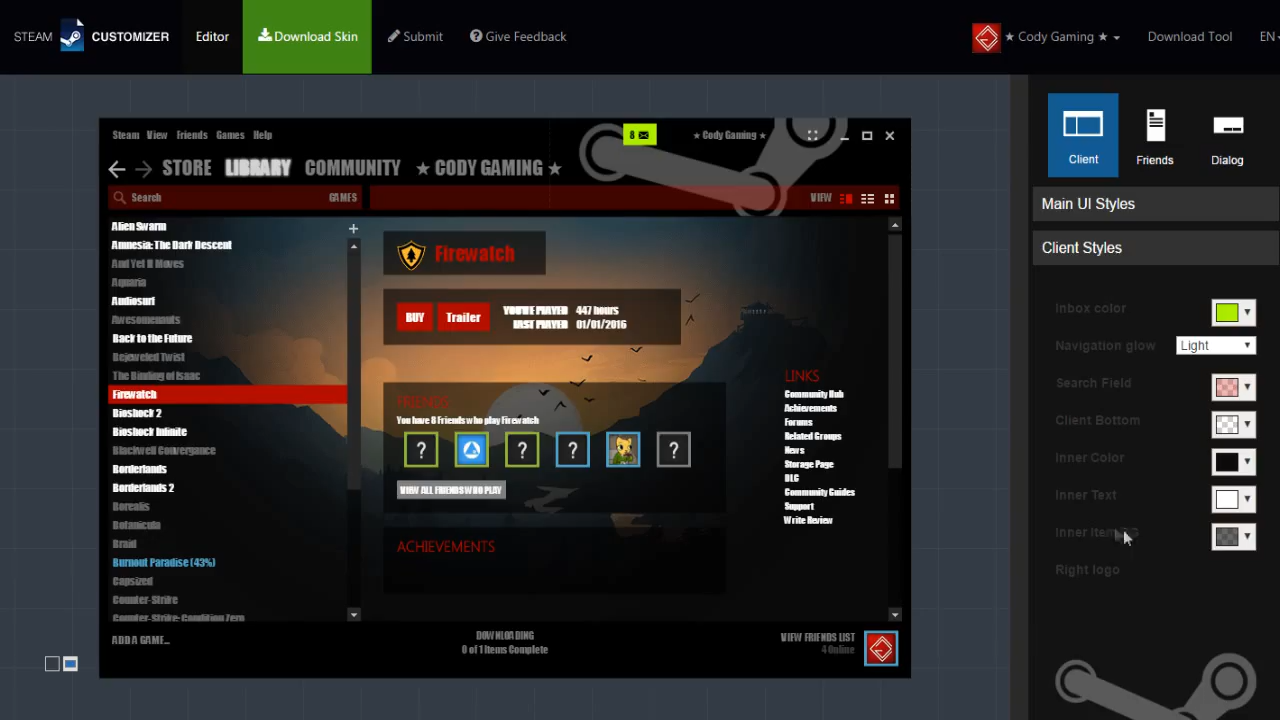 STEAM CUSTOMIZER Editor Download Skin Submit Give Feedback ★ Cody Gaming ★ Download Tool EN
Steam View Friends Games Help 8 ★ Cody Gaming ★
STORE LIBRARY COMMUNITY ★ CODY GAMING ★
Search GAMES VIEW
Alien Swarm
Amnesia: The Dark Descent
And Yet It Moves
Aquaria
Audiosurf
Awesomenauts
Back to the Future
Bejeweled Twist
The Binding of Isaac
Firewatch
Bioshock 2
Bioshock Infinite
Blackwell Convergence
Borderlands
Borderlands 2
Borealis
Botanicula
Braid
Burnout Paradise (43%)
Capsized
Counter-Strike
Counter-Strike: Condition Zero
Firewatch
BUY Trailer
YOU'VE PLAYED 447 hours
LAST PLAYED 01/01/2016
FRIENDS
You have 8 Friends who play Firewatch
? ? ? ?
VIEW ALL FRIENDS WHO PLAY
ACHIEVEMENTS
LINKS
Community Hub
Achievements
Forums
Related Groups
News
Storage Page
DLC
Community Guides
Support
Write Review
ADD A GAME...
DOWNLOADING
0 of 1 Items Complete
VIEW FRIENDS LIST
4 Online
Client Friends Dialog
Main UI Styles
Client Styles
Inbox color
Navigation glow Light
Search Field
Client Bottom
Inner Color
Inner Text
Right logo